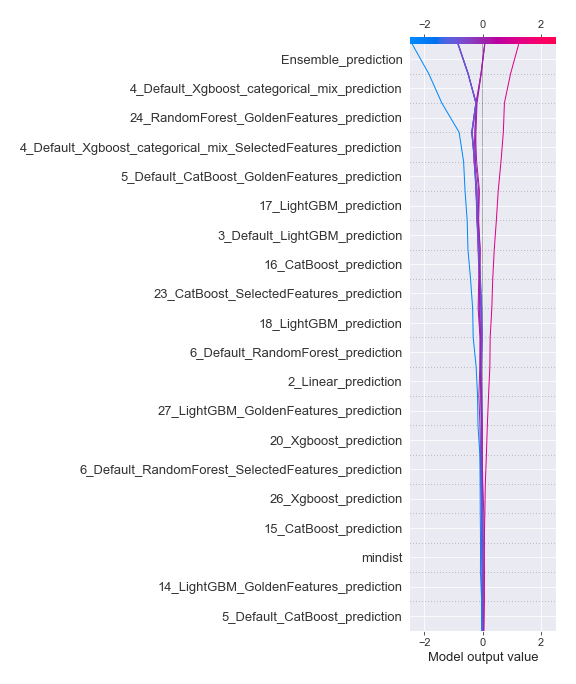 −2 0 2
Ensemble_prediction
4_Default_Xgboost_categorical_mix_prediction
24_RandomForest_GoldenFeatures_prediction
4_Default_Xgboost_categorical_mix_SelectedFeatures_prediction
5_Default_CatBoost_GoldenFeatures_prediction
17_LightGBM_prediction
3_Default_LightGBM_prediction
16_CatBoost_prediction
23_CatBoost_SelectedFeatures_prediction
18_LightGBM_prediction
6_Default_RandomForest_prediction
2_Linear_prediction
27_LightGBM_GoldenFeatures_prediction
20_Xgboost_prediction
6_Default_RandomForest_SelectedFeatures_prediction
26_Xgboost_prediction
15_CatBoost_prediction
mindist
14_LightGBM_GoldenFeatures_prediction
5_Default_CatBoost_prediction
−2 0 2
Model output value